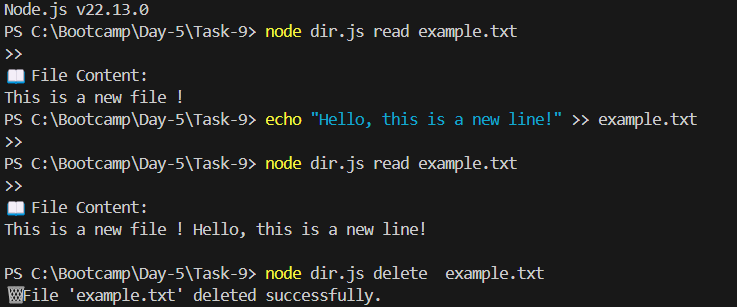 Node.js v22.13.0
PS C:\Bootcamp\Day-5\Task-9> node dir.js read example.txt
>>
📖 File Content:
This is a new file !
PS C:\Bootcamp\Day-5\Task-9> echo "Hello, this is a new line!" >> example.txt
>>
PS C:\Bootcamp\Day-5\Task-9> node dir.js read example.txt
>>
📖 File Content:
This is a new file ! Hello, this is a new line!
PS C:\Bootcamp\Day-5\Task-9> node dir.js delete  example.txt
🗑️File 'example.txt' deleted successfully.